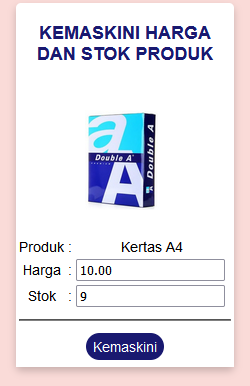 KEMASKINI HARGA
DAN STOK PRODUK
a
Double A
A
Double A
Produk : Kertas A4
Harga : 10.00
Stok : 9
Kemaskini